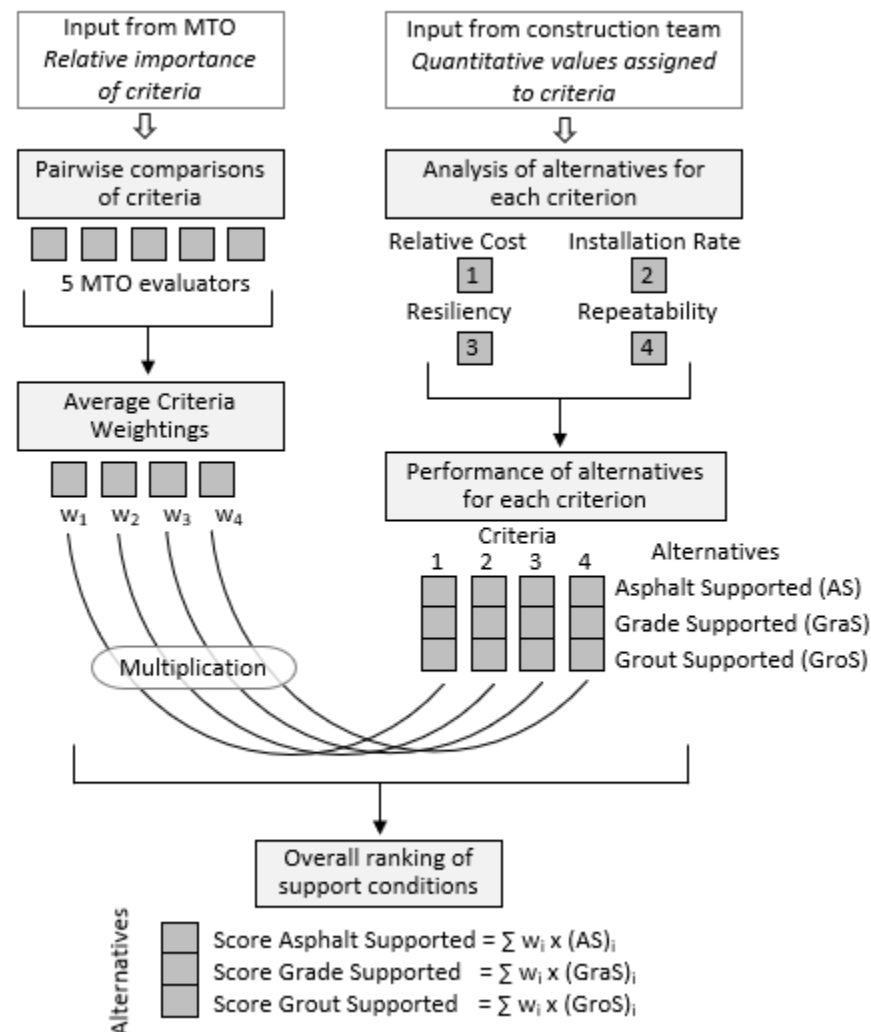 Input from MTO
Relative importance
of criteria
Input from construction team
Quantitative values assigned
to criteria
Pairwise comparisons
of criteria
5 MTO evaluators
Analysis of alternatives for
each criterion
Relative Cost
Installation Rate
1
2
Resiliency
Repeatability
3
4
Average Criteria
Weightings
w₁ w₂ w₃ w₄
Performance of alternatives
for each criterion
Criteria
1 2 3 4
Alternatives
Asphalt Supported (AS)
Grade Supported (GraS)
Grout Supported (GroS)
Multiplication
Overall ranking of
support conditions
Alternatives
Score Asphalt Supported = ∑ wᵢ x (AS)ᵢ
Score Grade Supported = ∑ wᵢ x (GraS)ᵢ
Score Grout Supported = ∑ wᵢ x (GroS)ᵢ